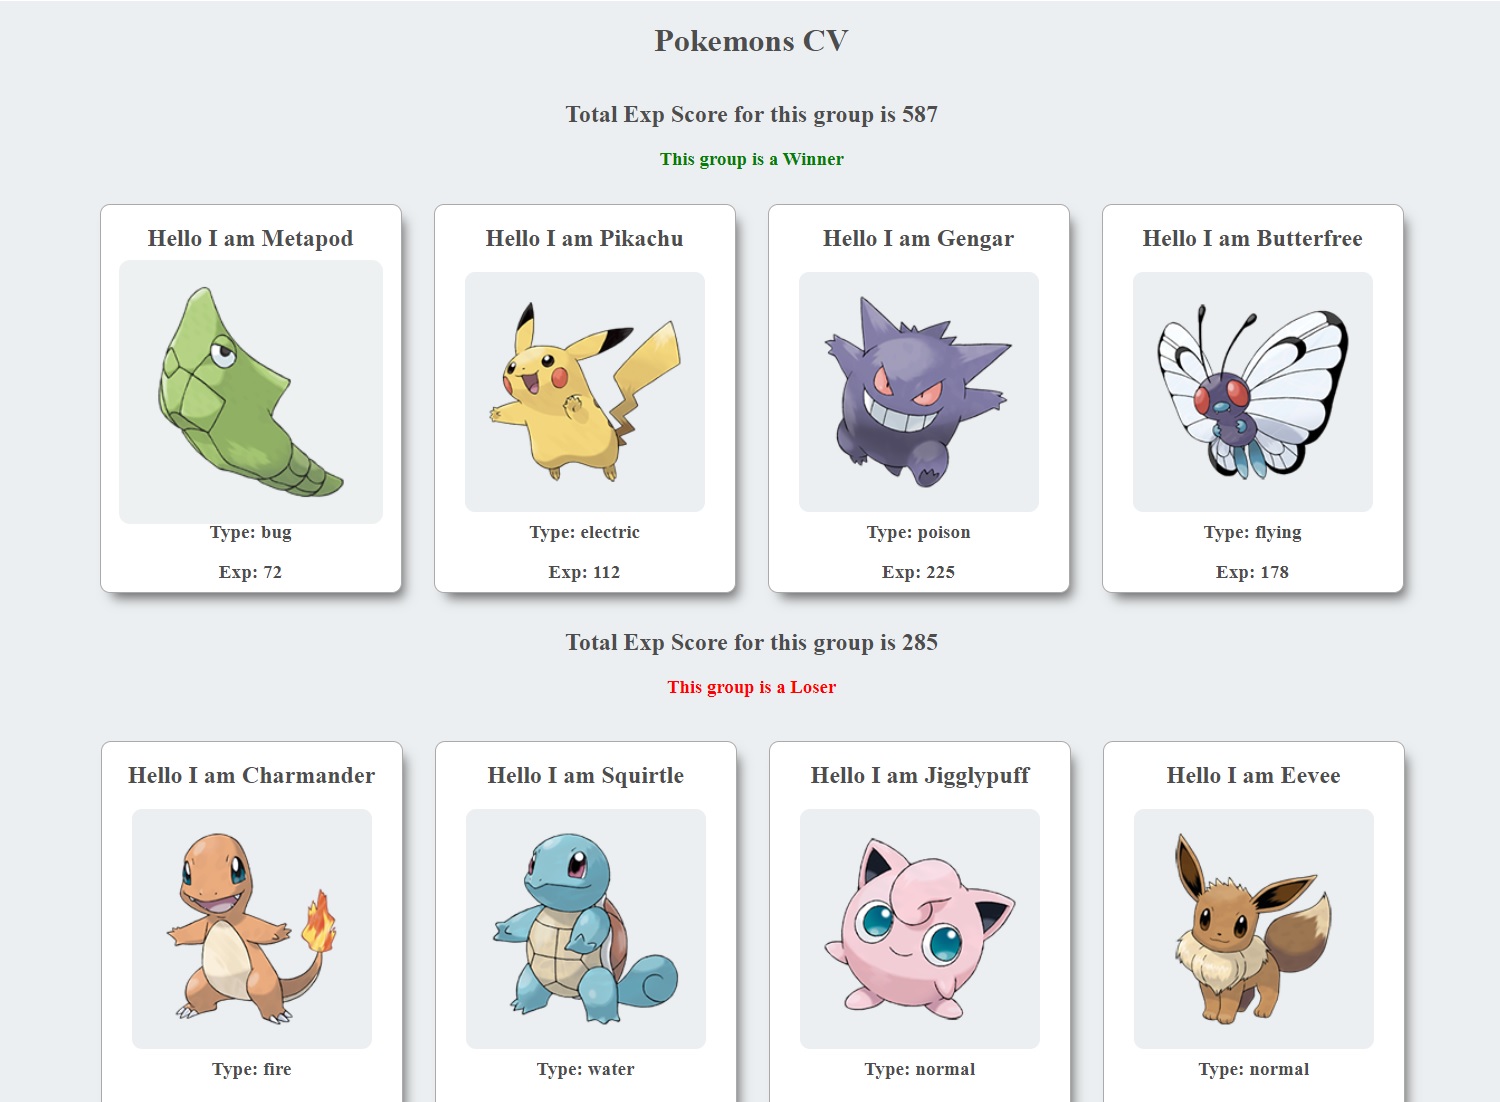 Pokemons CV
Total Exp Score for this group is 587
This group is a Winner
Hello I am Metapod
Type: bug
Exp: 72
Hello I am Pikachu
Type: electric
Exp: 112
Hello I am Gengar
Type: poison
Exp: 225
Hello I am Butterfree
Type: flying
Exp: 178
Total Exp Score for this group is 285
This group is a Loser
Hello I am Charmander
Type: fire
Hello I am Squirtle
Type: water
Hello I am Jigglypuff
Type: normal
Hello I am Eevee
Type: normal